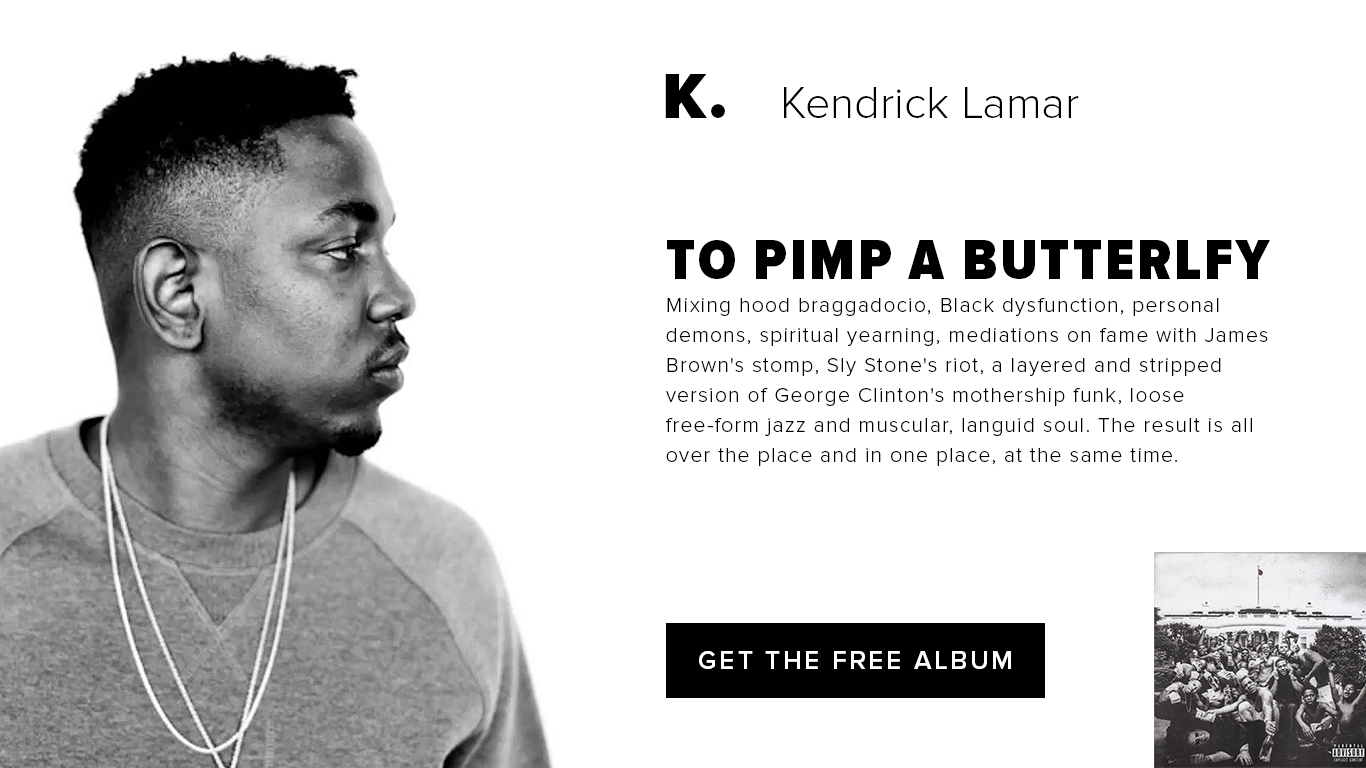 K. Kendrick Lamar
TO PIMP A BUTTERLFY
Mixing hood braggadocio, Black dysfunction, personal
demons, spiritual yearning, mediations on fame with James
Brown's stomp, Sly Stone's riot, a layered and stripped
version of George Clinton's mothership funk, loose
free-form jazz and muscular, languid soul. The result is all
over the place and in one place, at the same time.
GET THE FREE ALBUM
PARENTAL
ADVISORY
EXPLICIT CONTENT